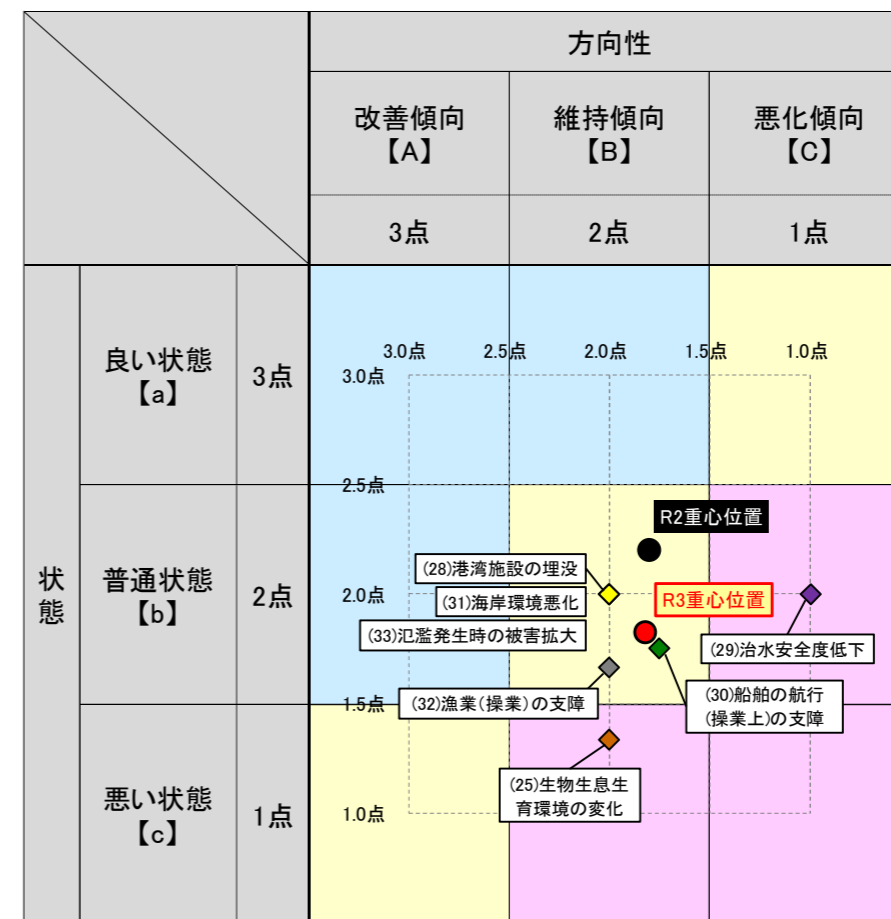 方向性
改善傾向
【A】
維持傾向
【B】
悪化傾向
【C】
3点
2点
1点
状態
良い状態
【a】
3点
普通状態
【b】
2点
悪い状態
【c】
1点
3.0点
2.5点
2.0点
1.5点
1.0点
3.0点
2.5点
2.0点
1.5点
1.0点
R2重心位置
(28)港湾施設の埋没
(31)海岸環境悪化
(33)氾濫発生時の被害拡大
R3重心位置
(29)治水安全度低下
(32)漁業(操業)の支障
(30)船舶の航行
(操業上)の支障
(25)生物生息生
育環境の変化